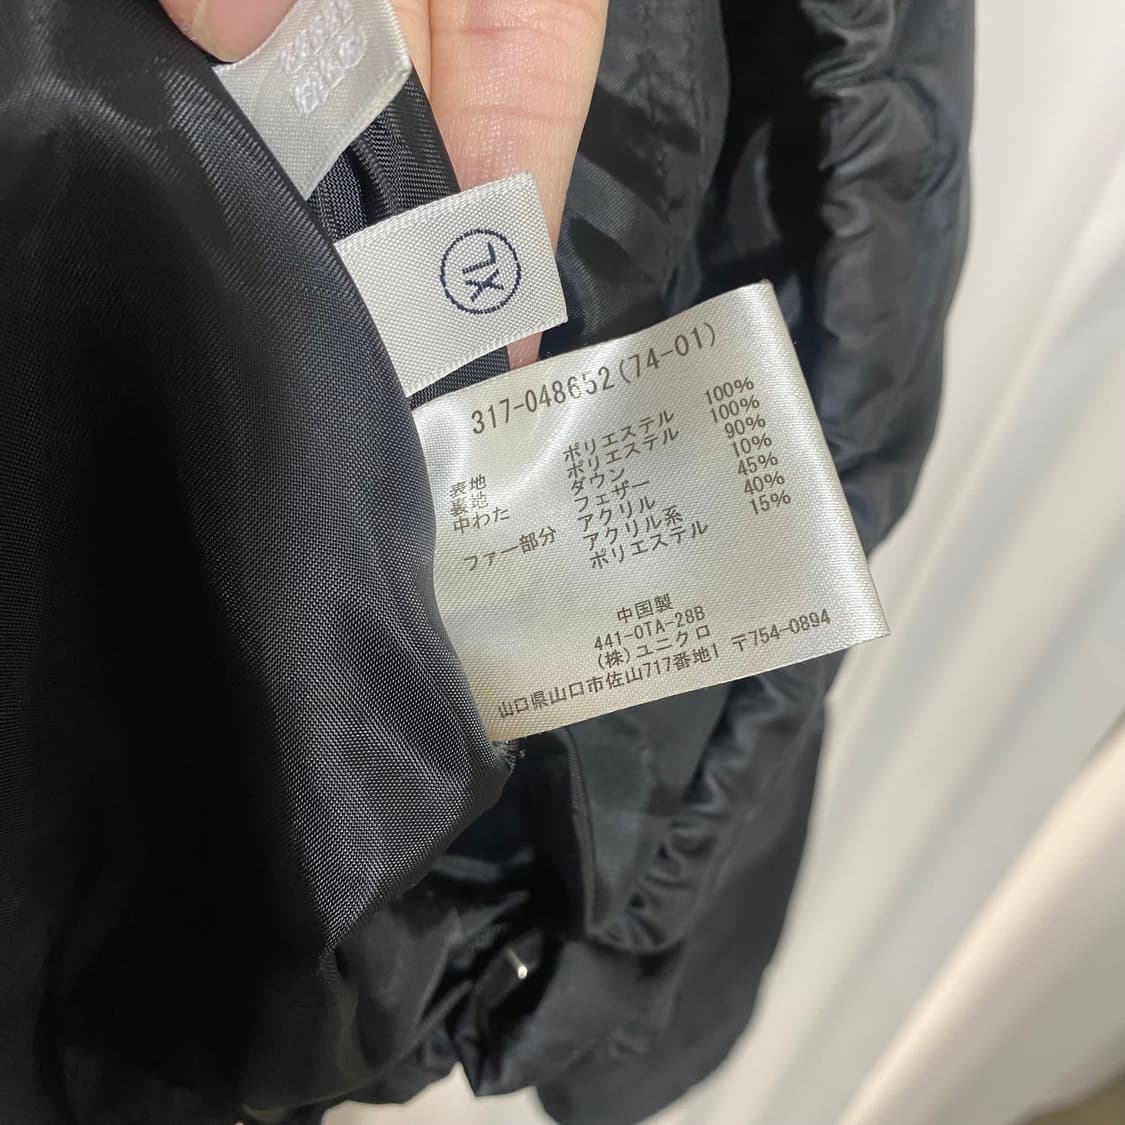 XL
317-048652(74-01)
表地 ポリエステル 100%
裏地 ポリエステル 100%
中わた ダウン 90%
フェザー 10%
ファー部分 アクリル 45%
アクリル系 40%
ポリエステル 15%
中国製
441-OTA-28B
(株)ユニクロ 〒754-0894
山口県山口市佐山717番地1